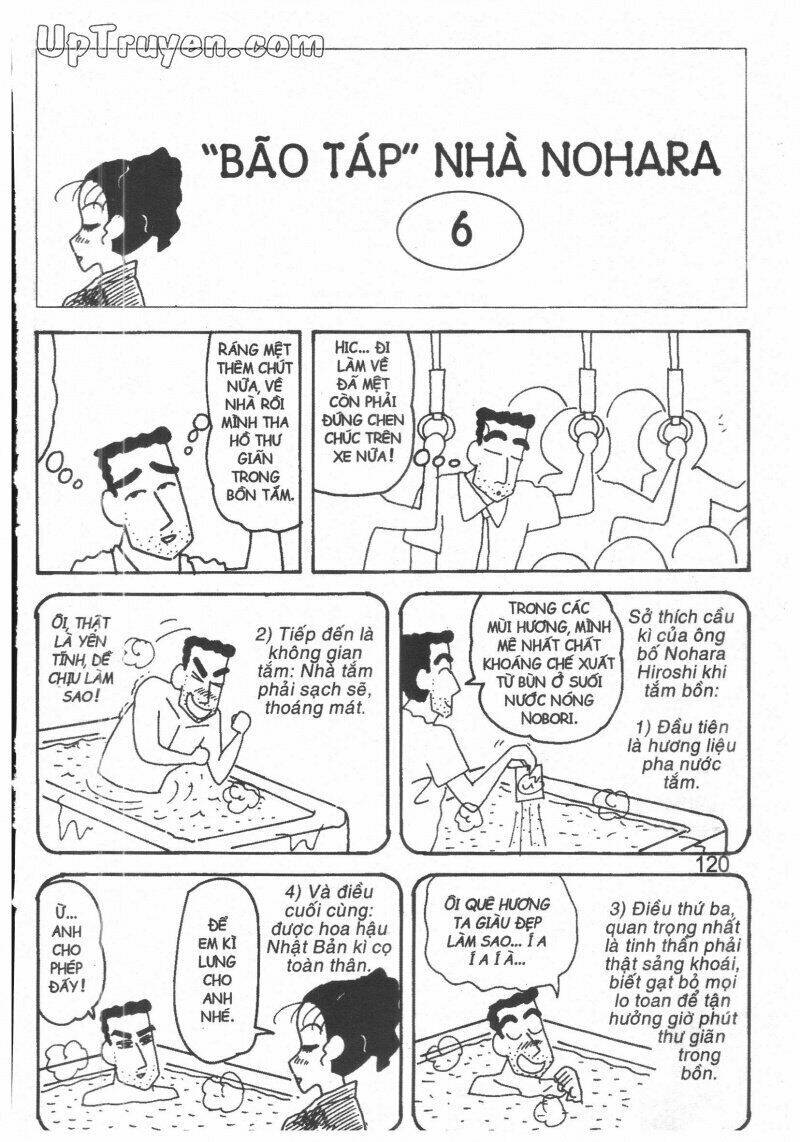 UpTruyen.com
“BÃO TÁP” NHÀ NOHARA
6
HIC... ĐI
LÀM VỀ
ĐÃ MỆT
CÒN PHẢI
ĐỨNG CHEN
CHÚC TRÊN
XE NỮA!
RÁNG MỆT
THÊM CHÚT
NỮA, VỀ
NHÀ RỒI
MÌNH THA
HỒ THƯ
GIÃN
TRONG
BỒN TẮM.
Sở thích cầu
kì của ông
bố Nohara
Hiroshi khi
tắm bồn:
1) Đầu tiên
là hương liệu
pha nước
tắm.
TRONG CÁC
MÙI HƯƠNG, MÌNH
MÊ NHẤT CHẤT
KHOÁNG CHẾ XUẤT
TỪ BÙN Ở SUỐI
NƯỚC NÓNG
NOBORI.
2) Tiếp đến là
không gian
tắm: Nhà tắm
phải sạch sẽ,
thoáng mát.
ÔI, THẬT
LÀ YÊN
TĨNH, DỄ
CHỊU LÀM
SAO!
120
3) Điều thứ ba,
quan trọng nhất
là tinh thần phải
thật sảng khoái,
biết gạt bỏ mọi
lo toan để tận
hưởng giờ phút
thư giãn
trong
bồn.
ÔI QUÊ HƯƠNG
TA GIÀU ĐẸP
LÀM SAO... Í A
Í A Í À...
4) Và điều
cuối cùng:
được hoa hậu
Nhật Bản kì cọ
toàn thân.
ĐỂ
EM KÌ
LƯNG
CHO
ANH
NHÉ.
Ừ...
ANH
CHO
PHÉP
ĐẤY!